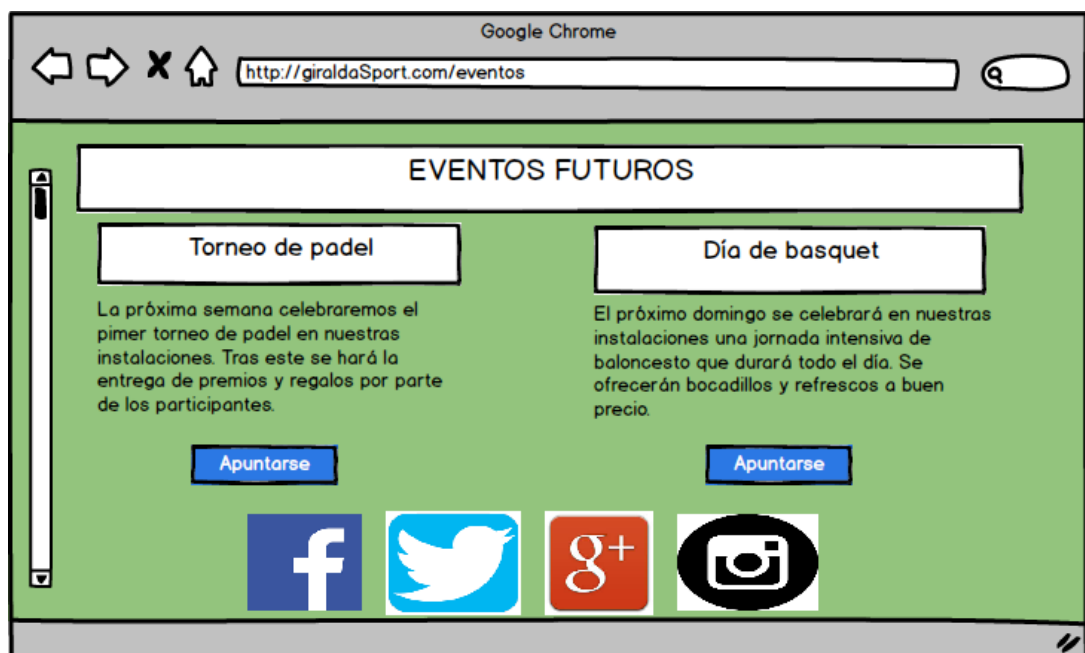 Google Chrome
http://giraldaSport.com/eventos
EVENTOS FUTUROS
Torneo de padel
La próxima semana celebraremos el
pimer torneo de padel en nuestras
instalaciones. Tras este se hará la
entrega de premios y regalos por parte
de los participantes.
Apuntarse
Día de basquet
El próximo domingo se celebrará en nuestras
instalaciones una jornada intensiva de
baloncesto que durará todo el día. Se
ofrecerán bocadillos y refrescos a buen
precio.
Apuntarse
f
g+